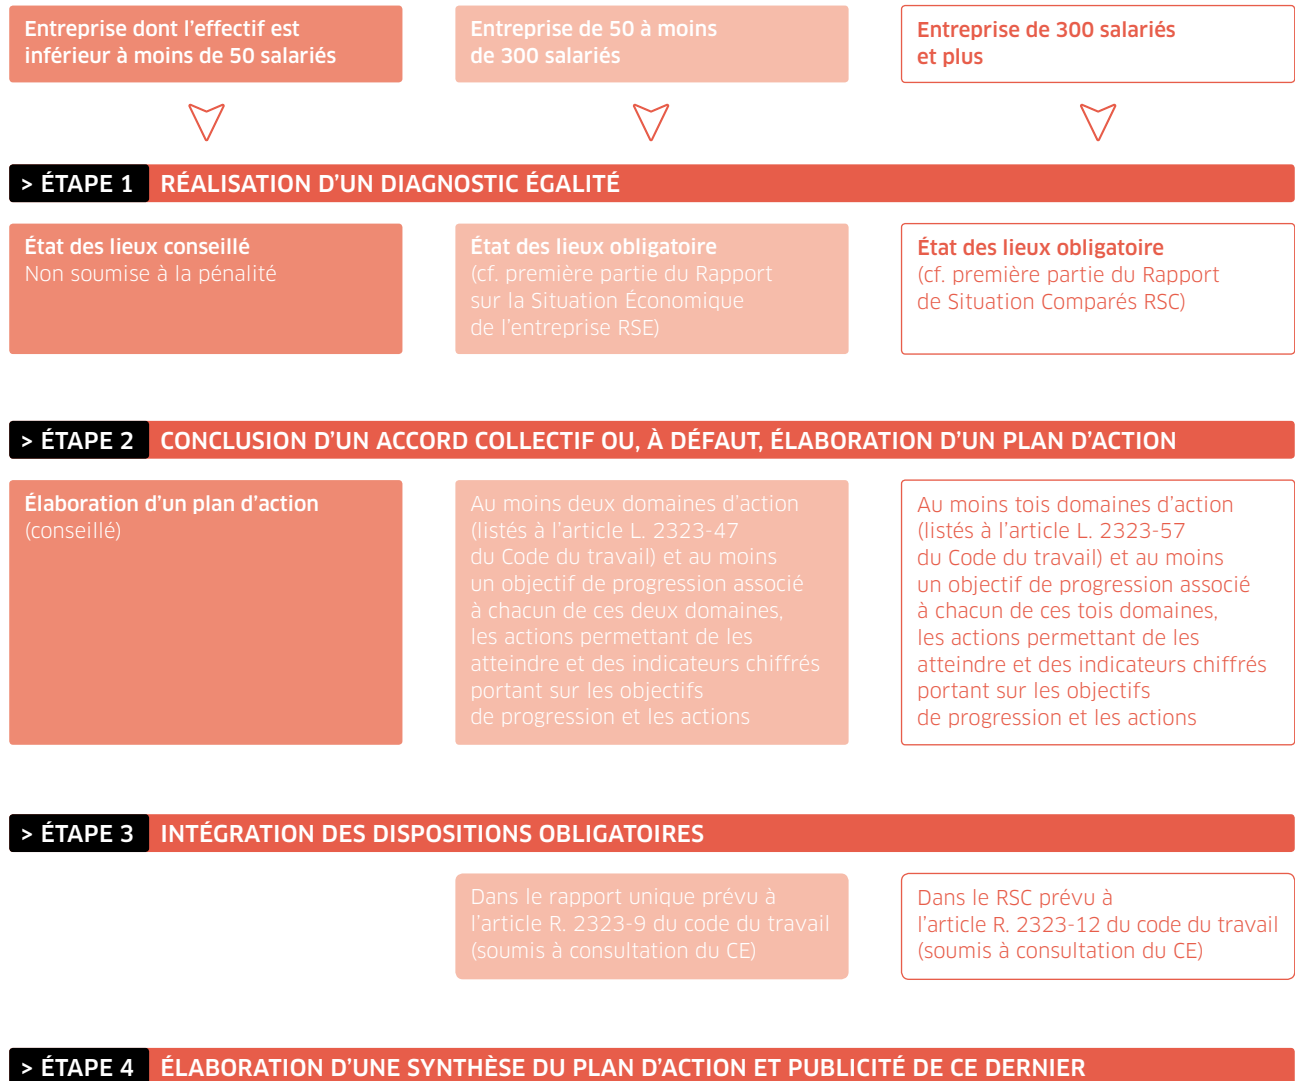 Entreprise dont l'effectif est
inférieur à moins de 50 salariés
Entreprise de 50 à moins
de 300 salariés
Entreprise de 300 salariés
et plus
> ÉTAPE 1 RÉALISATION D'UN DIAGNOSTIC ÉGALITÉ
État des lieux conseillé
Non soumise à la pénalité
État des lieux obligatoire
(cf. première partie du Rapport
sur la Situation Économique
de l'entreprise RSE)
État des lieux obligatoire
(cf. première partie du Rapport
de Situation Comparés RSC)
> ÉTAPE 2 CONCLUSION D'UN ACCORD COLLECTIF OU, À DÉFAUT, ÉLABORATION D'UN PLAN D'ACTION
Élaboration d'un plan d'action
(conseillé)
Au moins deux domaines d'action
(listés à l'article L. 2323-47
du Code du travail) et au moins
un objectif de progression associé
à chacun de ces deux domaines,
les actions permettant de les
atteindre et des indicateurs chiffrés
portant sur les objectifs
de progression et les actions
Au moins tois domaines d'action
(listés à l'article L. 2323-57
du Code du travail) et au moins
un objectif de progression associé
à chacun de ces tois domaines,
les actions permettant de les
atteindre et des indicateurs chiffrés
portant sur les objectifs
de progression et les actions
> ÉTAPE 3 INTÉGRATION DES DISPOSITIONS OBLIGATOIRES
Dans le rapport unique prévu à
l'article R. 2323-9 du code du travail
(soumis à consultation du CE)
Dans le RSC prévu à
l'article R. 2323-12 du code du travail
(soumis à consultation du CE)
> ÉTAPE 4 ÉLABORATION D'UNE SYNTHÈSE DU PLAN D'ACTION ET PUBLICITÉ DE CE DERNIER